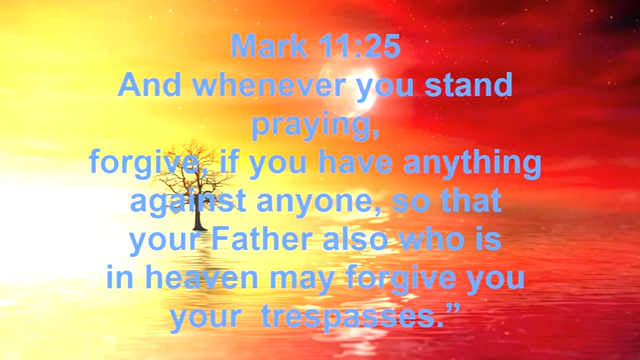 Mark 11:25
And whenever you stand
praying,
forgive, if you have anything
against anyone, so that
your Father also who is
in heaven may forgive you
your  trespasses.”